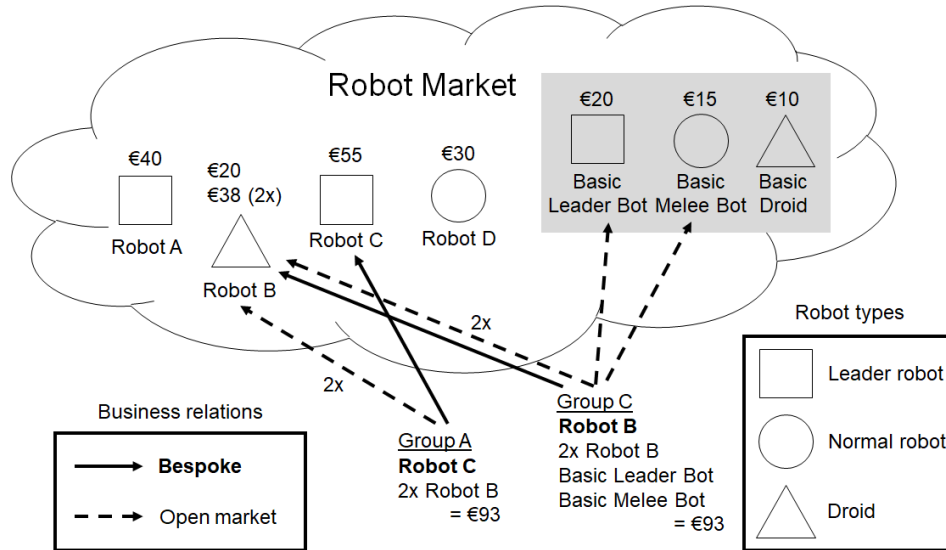 Robot Market
€20
€15
€10
Basic
Leader Bot
Basic
Melee Bot
Basic
Droid
€40
Robot A
€20
€38 (2x)
Robot B
€55
Robot C
€30
Robot D
2x
2x
Business relations
Bespoke
Open market
Group A
Robot C
2x Robot B
= €93
Group C
Robot B
2x Robot B
Basic Leader Bot
Basic Melee Bot
= €93
Robot types
Leader robot
Normal robot
Droid